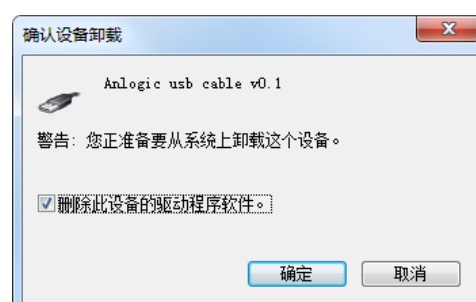 确认设备卸载
Anlogic usb cable v0.1
警告: 您正准备要从系统上卸载这个设备。
删除此设备的驱动程序软件。
确定
取消